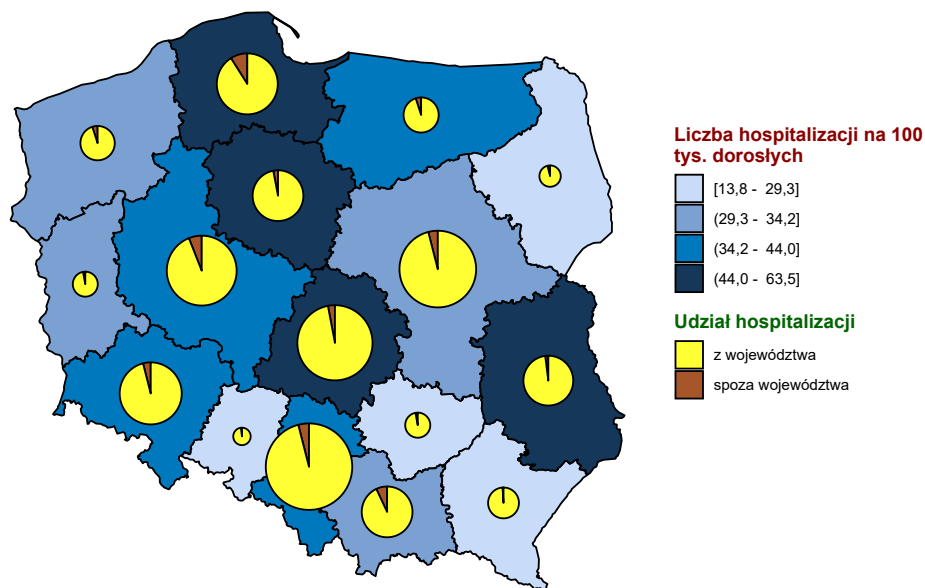 Liczba hospitalizacji na 100
tys. dorosłych
[13,8 - 29,3]
(29,3 - 34,2]
(34,2 - 44,0]
(44,0 - 63,5]
Udział hospitalizacji
z województwa
spoza województwa